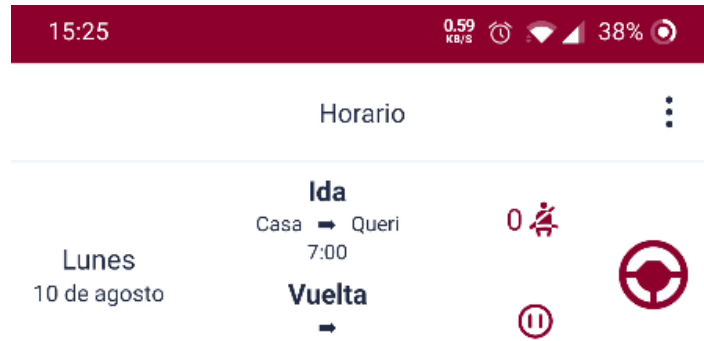 15:25 0.59 KB/S 38%
Horario
Ida
Casa ➡ Queri
7:00
0
Lunes
10 de agosto
Vuelta
➡